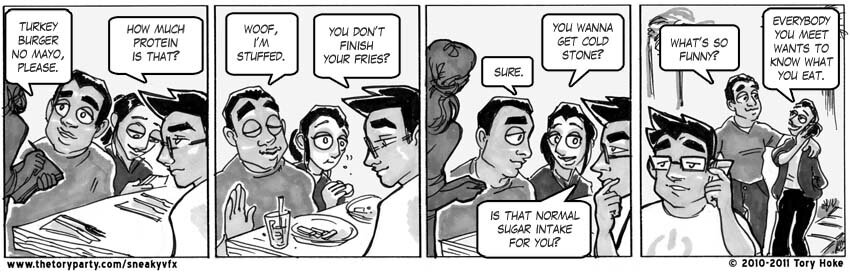 TURKEY
BURGER
NO MAYO,
PLEASE.
HOW MUCH
PROTEIN
IS THAT?
WOOF,
I'M
STUFFED.
YOU DON'T
FINISH
YOUR FRIES?
SURE.
YOU WANNA
GET COLD
STONE?
IS THAT NORMAL
SUGAR INTAKE
FOR YOU?
WHAT'S SO
FUNNY?
EVERYBODY
YOU MEET
WANTS TO
KNOW WHAT
YOU EAT.
www.thetoryparty.com/sneakyvfx
© 2010-2011 Tory Hoke